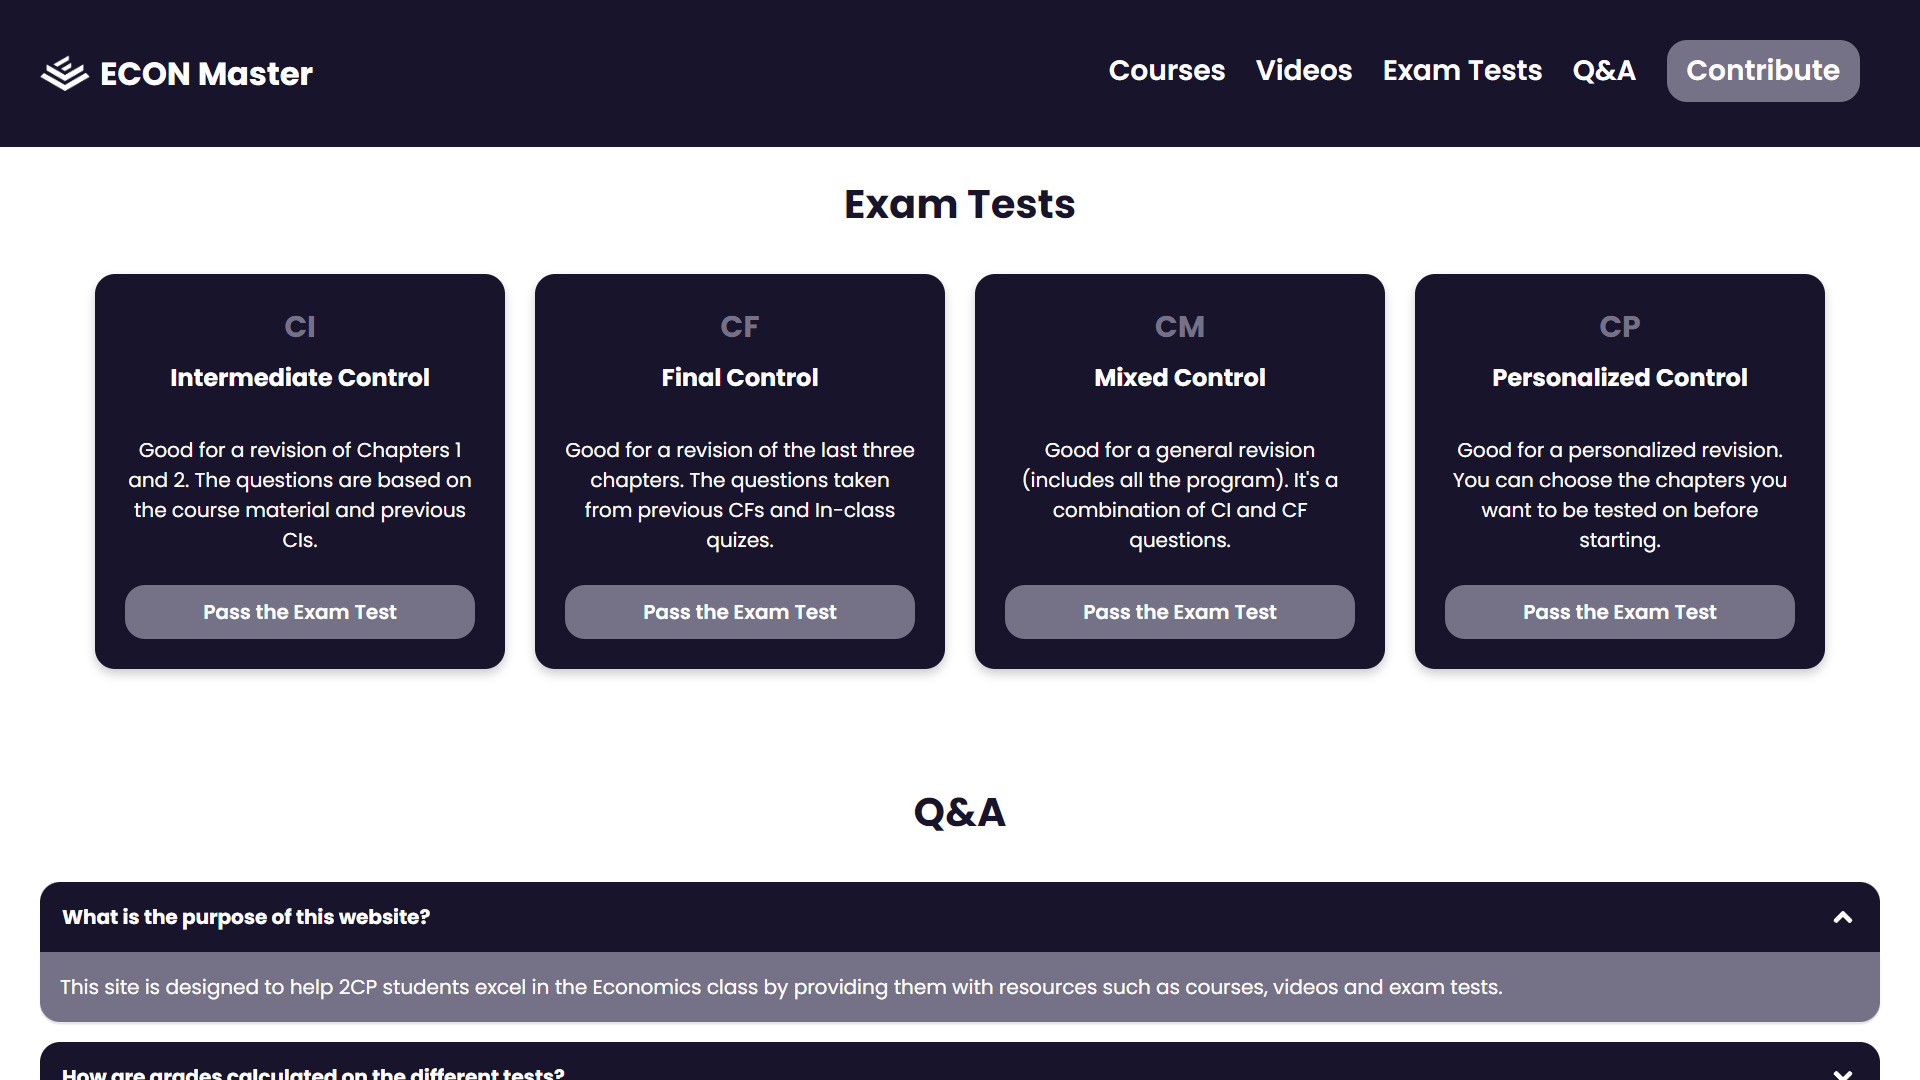 ECON Master
Courses
Videos
Exam Tests
Q&A
Contribute
Exam Tests
CI
Intermediate Control
Good for a revision of Chapters 1
and 2. The questions are based on
the course material and previous
CIs.
Pass the Exam Test
CF
Final Control
Good for a revision of the last three
chapters. The questions taken
from previous CFs and In-class
quizes.
Pass the Exam Test
CM
Mixed Control
Good for a general revision
(includes all the program). It's a
combination of CI and CF
questions.
Pass the Exam Test
CP
Personalized Control
Good for a personalized revision.
You can choose the chapters you
want to be tested on before
starting.
Pass the Exam Test
Q&A
What is the purpose of this website?
This site is designed to help 2CP students excel in the Economics class by providing them with resources such as courses, videos and exam tests.
How are grades calculated on the different tests?